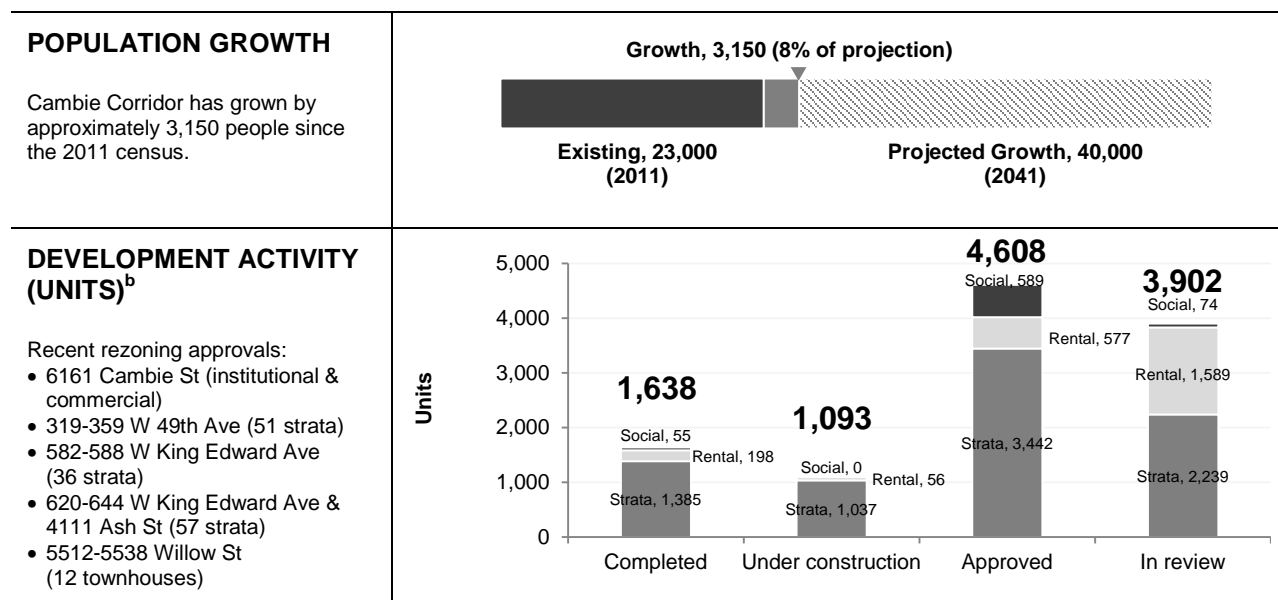 POPULATION GROWTH
Cambie Corridor has grown by
approximately 3,150 people since
the 2011 census.
Growth, 3,150 (8% of projection)
Existing, 23,000
(2011)
Projected Growth, 40,000
(2041)
DEVELOPMENT ACTIVITY
(UNITS)b
Recent rezoning approvals:
• 6161 Cambie St (institutional &
commercial)
• 319-359 W 49th Ave (51 strata)
• 582-588 W King Edward Ave
(36 strata)
• 620-644 W King Edward Ave &
4111 Ash St (57 strata)
• 5512-5538 Willow St
(12 townhouses)
Units
5,000
4,000
3,000
2,000
1,000
0
1,638
Social, 55
Rental, 198
Strata, 1,385
Completed
1,093
Social, 0
Rental, 56
Strata, 1,037
Under construction
4,608
Social, 589
Rental, 577
Strata, 3,442
Approved
3,902
Social, 74
Rental, 1,589
Strata, 2,239
In review